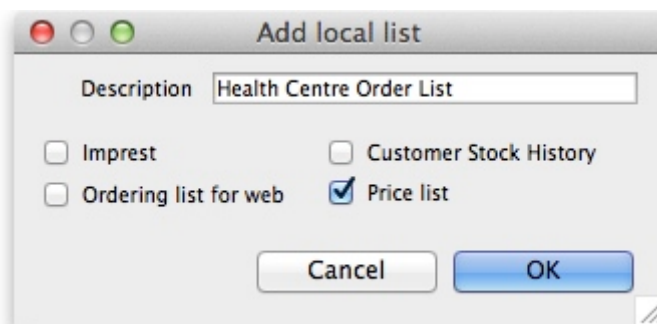 Add local list
Description Health Centre Order List
Imprest Customer Stock History
Ordering list for web Price list
Cancel OK